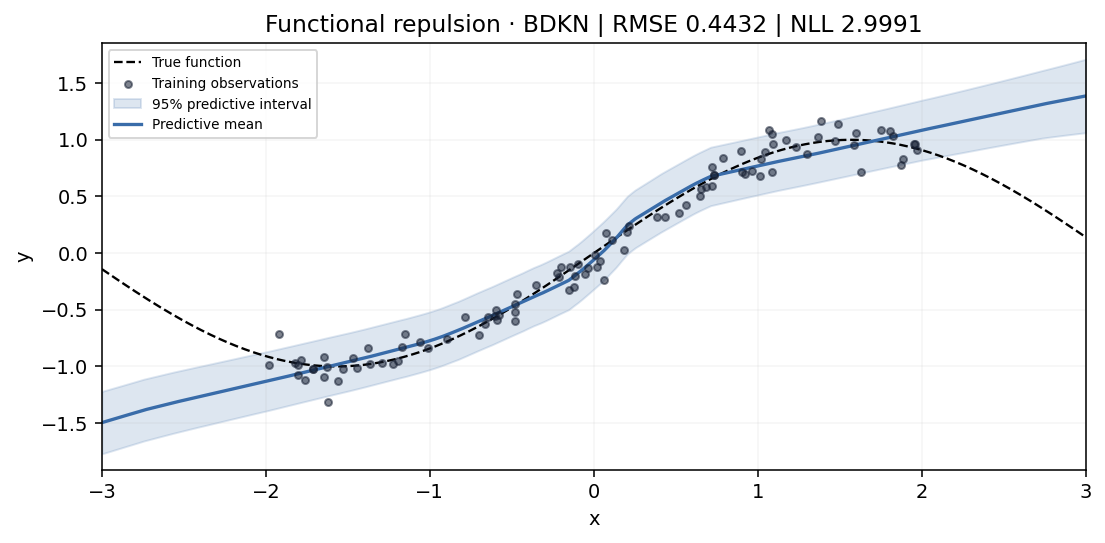 Functional repulsion · BDKN | RMSE 0.4432 | NLL 2.9991
True function
Training observations
95% predictive interval
Predictive mean
1.5
1.0
0.5
0.0
−0.5
−1.0
−1.5
y
−3 −2 −1 0 1 2 3
x